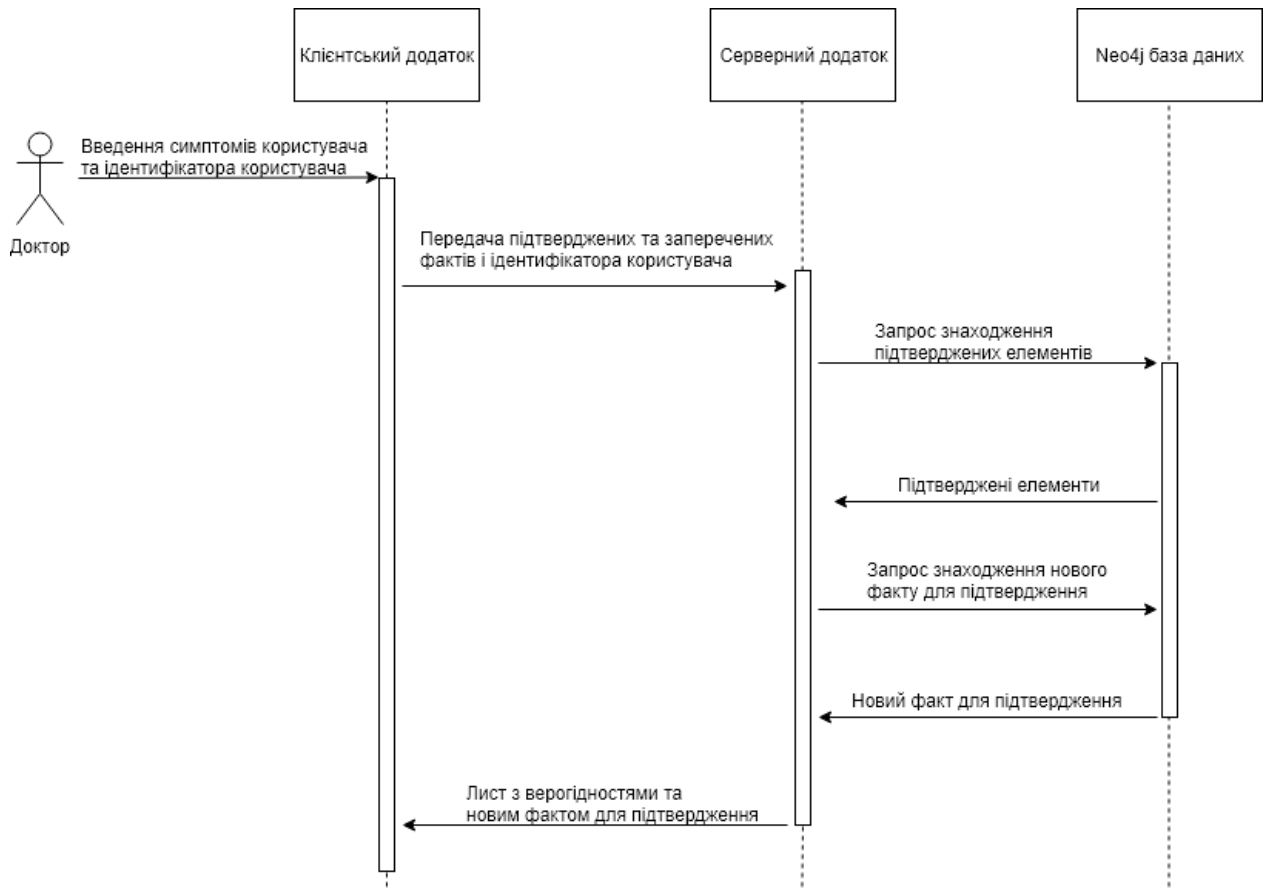 Клієнтський додаток
Серверний додаток
Neo4j база даних
Введення симптомів користувача
та ідентифікатора користувача
Доктор
Передача підтверджених та заперечених
фактів і ідентифікатора користувача
Запрос знаходження
підтверджених елементів
Підтверджені елементи
Запрос знаходження нового
факту для підтвердження
Новий факт для підтвердження
Лист з верогідностями та
новим фактом для підтвердження